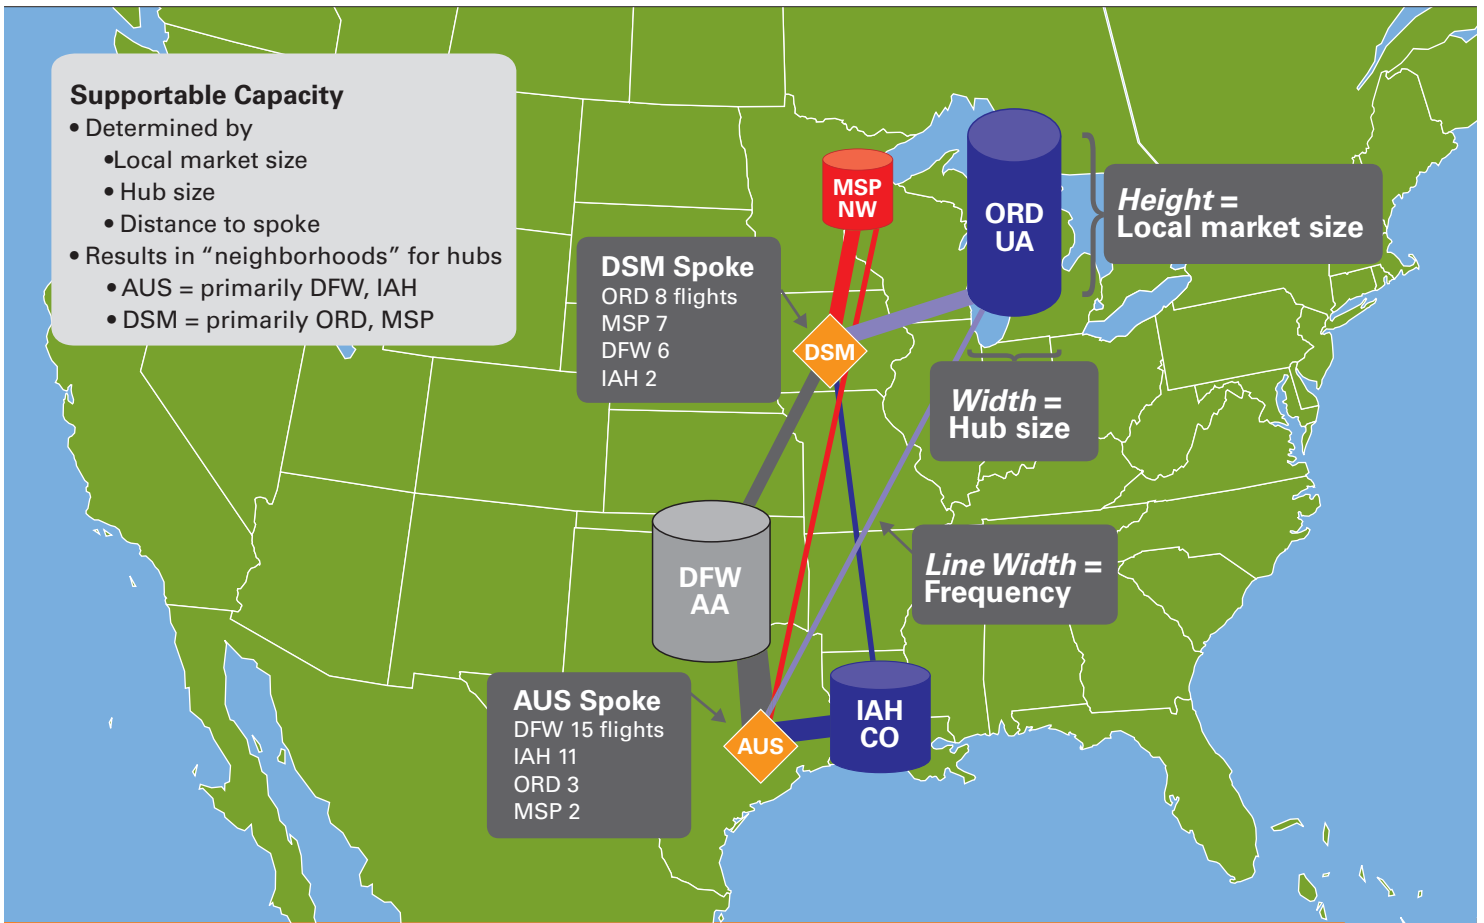 Supportable Capacity
• Determined by
•Local market size
• Hub size
• Distance to spoke
• Results in “neighborhoods” for hubs
• AUS = primarily DFW, IAH
• DSM = primarily ORD, MSP
MSP
NW
ORD
UA
Height =
Local market size
DSM Spoke
ORD 8 flights
MSP 7
DFW 6
IAH 2
DSM
Width =
Hub size
DFW
AA
Line Width =
Frequency
AUS Spoke
DFW 15 flights
IAH 11
ORD 3
MSP 2
AUS
IAH
CO